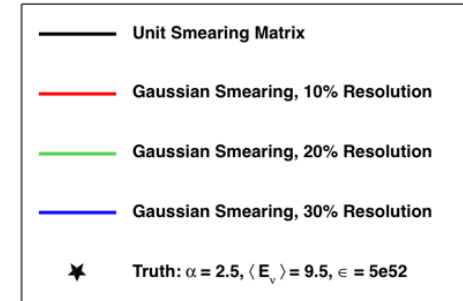 Unit Smearing Matrix
Gaussian Smearing, 10% Resolution
Gaussian Smearing, 20% Resolution
Gaussian Smearing, 30% Resolution
Truth: α = 2.5, ⟨ E_ν ⟩ = 9.5, ∈ = 5e52